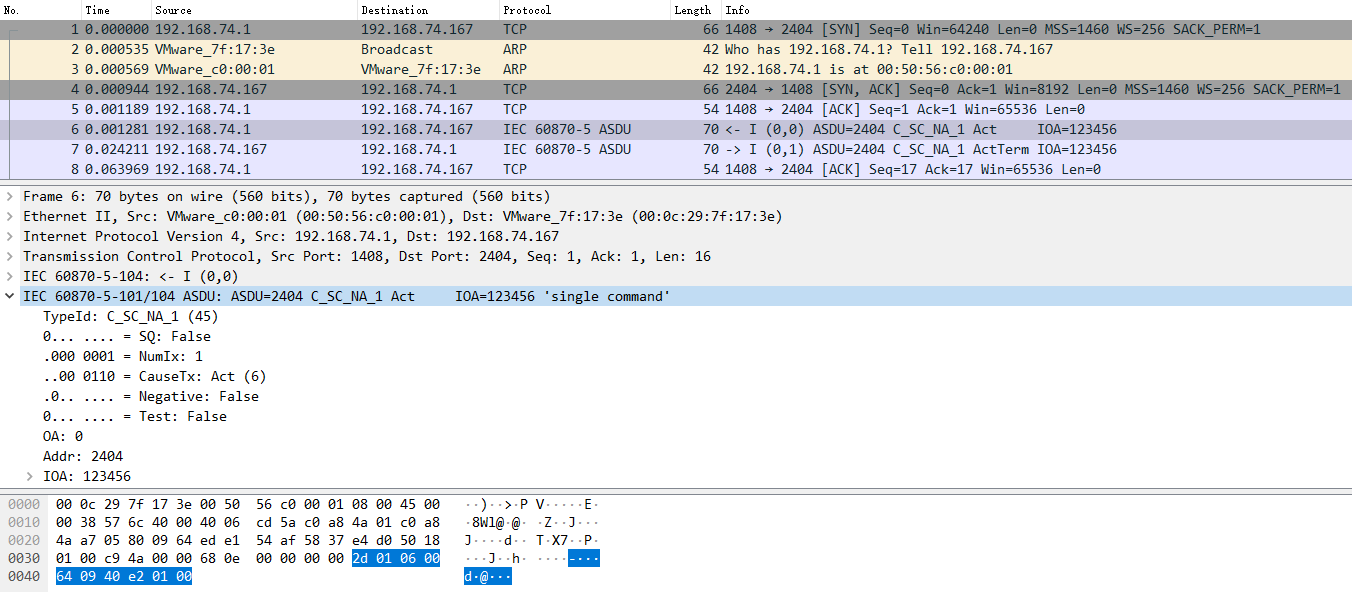 No. Time Source Destination Protocol Length Info
1 0.000000 192.168.74.1 192.168.74.167 TCP 66 1408 → 2404 [SYN] Seq=0 Win=64240 Len=0 MSS=1460 WS=256 SACK_PERM=1
2 0.000535 VMware_7f:17:3e Broadcast ARP 42 Who has 192.168.74.1? Tell 192.168.74.167
3 0.000569 VMware_c0:00:01 VMware_7f:17:3e ARP 42 192.168.74.1 is at 00:50:56:c0:00:01
4 0.000944 192.168.74.167 192.168.74.1 TCP 66 2404 → 1408 [SYN, ACK] Seq=0 Ack=1 Win=8192 Len=0 MSS=1460 WS=256 SACK_PERM=1
5 0.001189 192.168.74.1 192.168.74.167 TCP 54 1408 → 2404 [ACK] Seq=1 Ack=1 Win=65536 Len=0
6 0.001281 192.168.74.1 192.168.74.167 IEC 60870-5 ASDU 70 <- I (0,0) ASDU=2404 C_SC_NA_1 Act IOA=123456
7 0.024211 192.168.74.167 192.168.74.1 IEC 60870-5 ASDU 70 -> I (0,1) ASDU=2404 C_SC_NA_1 ActTerm IOA=123456
8 0.063969 192.168.74.1 192.168.74.167 TCP 54 1408 → 2404 [ACK] Seq=17 Ack=17 Win=65536 Len=0
Frame 6: 70 bytes on wire (560 bits), 70 bytes captured (560 bits)
Ethernet II, Src: VMware_c0:00:01 (00:50:56:c0:00:01), Dst: VMware_7f:17:3e (00:0c:29:7f:17:3e)
Internet Protocol Version 4, Src: 192.168.74.1, Dst: 192.168.74.167
Transmission Control Protocol, Src Port: 1408, Dst Port: 2404, Seq: 1, Ack: 1, Len: 16
IEC 60870-5-104: <- I (0,0)
IEC 60870-5-101/104 ASDU: ASDU=2404 C_SC_NA_1 Act IOA=123456 'single command'
TypeId: C_SC_NA_1 (45)
0... .... = SQ: False
.000 0001 = NumIx: 1
..00 0110 = CauseTx: Act (6)
.0.. .... = Negative: False
0... .... = Test: False
OA: 0
Addr: 2404
IOA: 123456
0000 00 0c 29 7f 17 3e 00 50 56 c0 00 01 08 00 45 00 ··)··>·P V·····E·
0010 00 38 57 6c 40 00 40 06 cd 5a c0 a8 4a 01 c0 a8 ·8Wl@·@· ·Z··J···
0020 4a a7 05 80 09 64 ed e1 54 af 58 37 e4 d0 50 18 J····d·· T·X7··P·
0030 01 00 c9 4a 00 00 68 0e 00 00 00 00 2d 01 06 00 ···J··h· ····-···
0040 64 09 40 e2 01 00 d·@···